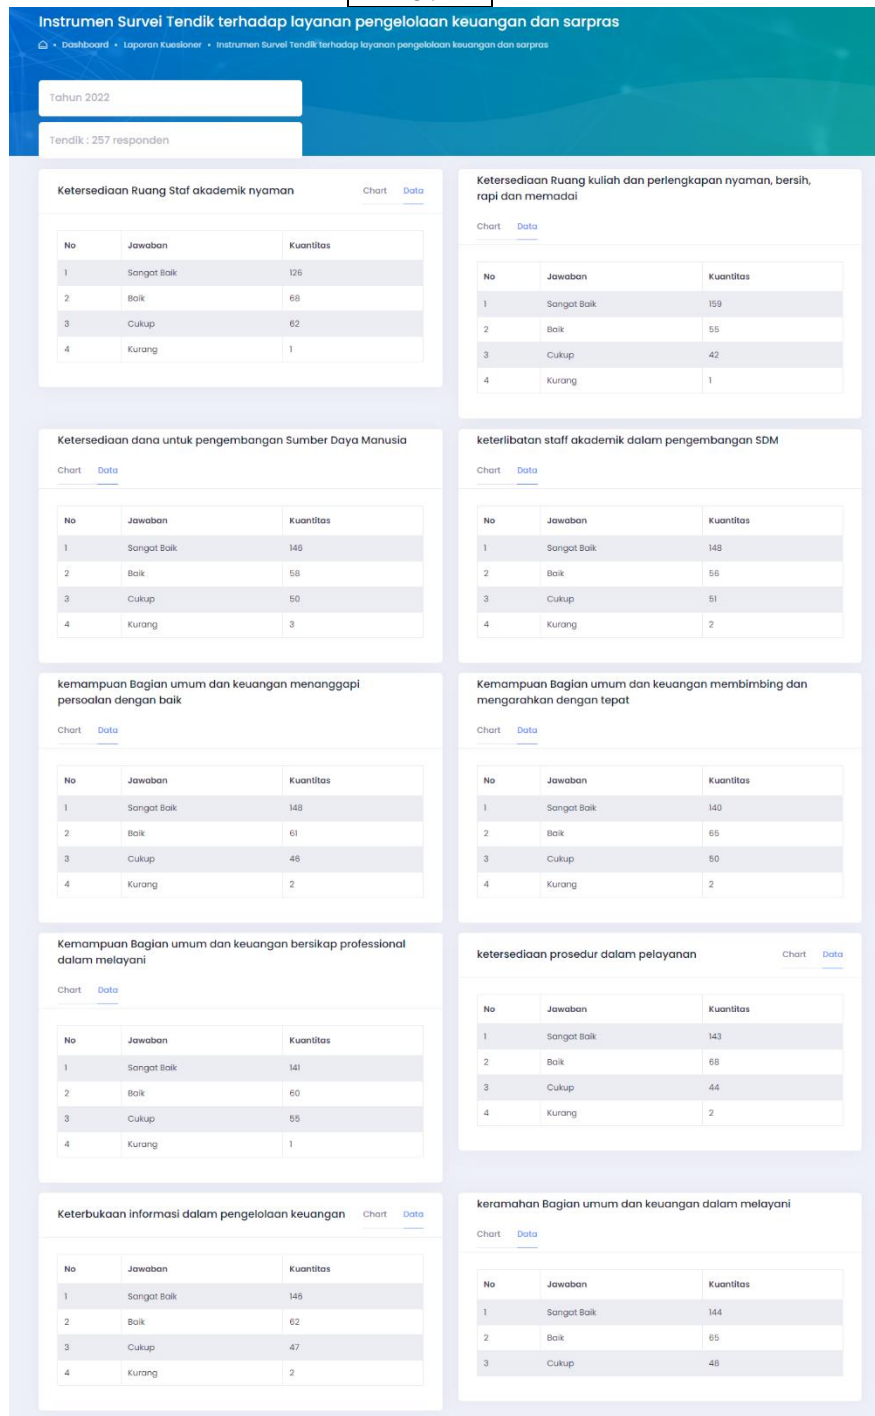 Instrumen Survei Tendik terhadap layanan pengelolaan keuangan dan sarpras
Dashboard • Laporan Kuesioner • Instrumen Survei Tendik terhadap layanan pengelolaan keuangan dan sarpras
Tahun 2022
Tendik : 257 responden
Ketersediaan Ruang Staf akademik nyaman
Chart Data
No Jawaban Kuantitas
1 Sangat Baik 126
2 Baik 68
3 Cukup 62
4 Kurang 1
Ketersediaan Ruang kuliah dan perlengkapan nyaman, bersih,
rapi dan memadai
Chart Data
No Jawaban Kuantitas
1 Sangat Baik 159
2 Baik 55
3 Cukup 42
4 Kurang 1
Ketersediaan dana untuk pengembangan Sumber Daya Manusia
Chart Data
No Jawaban Kuantitas
1 Sangat Baik 146
2 Baik 58
3 Cukup 50
4 Kurang 3
keterlibatan staff akademik dalam pengembangan SDM
Chart Data
No Jawaban Kuantitas
1 Sangat Baik 148
2 Baik 56
3 Cukup 51
4 Kurang 2
kemampuan Bagian umum dan keuangan menanggapi
persoalan dengan baik
Chart Data
No Jawaban Kuantitas
1 Sangat Baik 148
2 Baik 61
3 Cukup 46
4 Kurang 2
Kemampuan Bagian umum dan keuangan membimbing dan
mengarahkan dengan tepat
Chart Data
No Jawaban Kuantitas
1 Sangat Baik 140
2 Baik 65
3 Cukup 50
4 Kurang 2
Kemampuan Bagian umum dan keuangan bersikap professional
dalam melayani
Chart Data
No Jawaban Kuantitas
1 Sangat Baik 141
2 Baik 60
3 Cukup 55
4 Kurang 1
ketersediaan prosedur dalam pelayanan
Chart Data
No Jawaban Kuantitas
1 Sangat Baik 143
2 Baik 68
3 Cukup 44
4 Kurang 2
Keterbukaan informasi dalam pengelolaan keuangan
Chart Data
No Jawaban Kuantitas
1 Sangat Baik 146
2 Baik 62
3 Cukup 47
4 Kurang 2
keramahan Bagian umum dan keuangan dalam melayani
Chart Data
No Jawaban Kuantitas
1 Sangat Baik 144
2 Baik 65
3 Cukup 48